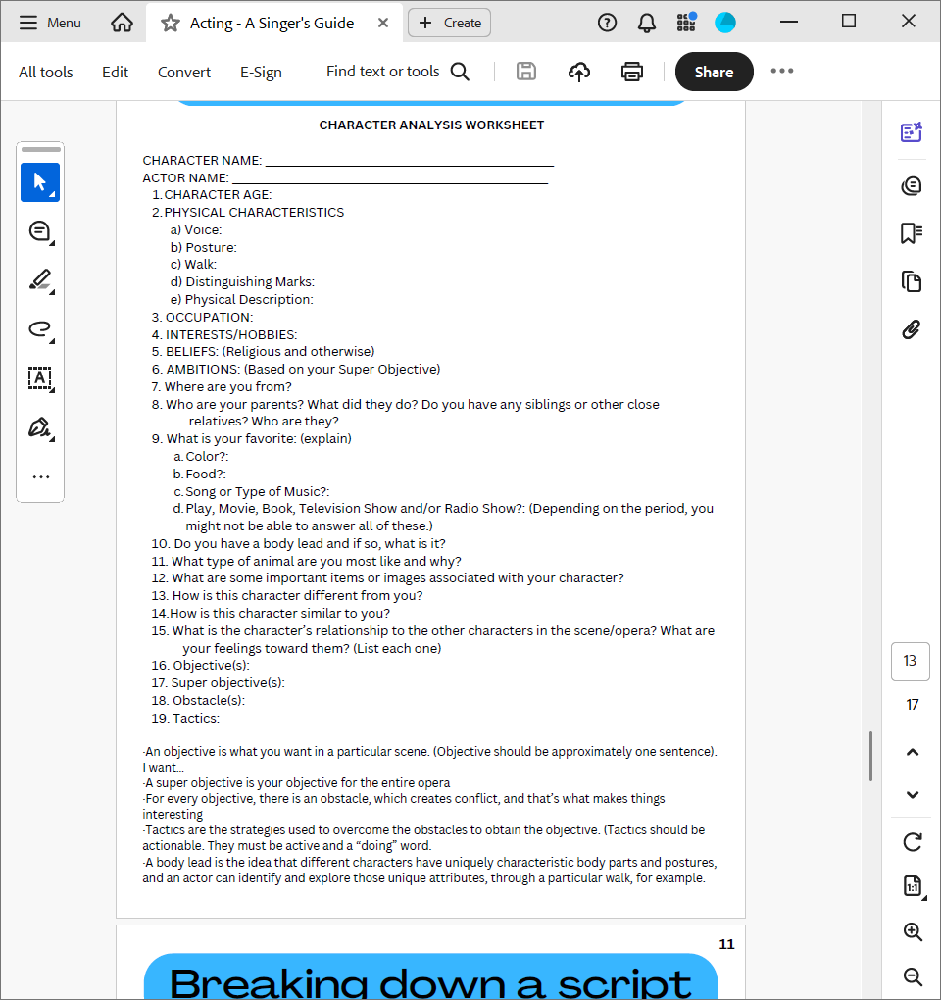 Menu
Acting - A Singer's Guide
Create
All tools
Edit
Convert
E-Sign
Find text or tools
Share
CHARACTER ANALYSIS WORKSHEET
CHARACTER NAME: ___________________________________________
ACTOR NAME: _______________________________________________
1. CHARACTER AGE:
2. PHYSICAL CHARACTERISTICS
a) Voice:
b) Posture:
c) Walk:
d) Distinguishing Marks:
e) Physical Description:
3. OCCUPATION:
4. INTERESTS/HOBBIES:
5. BELIEFS: (Religious and otherwise)
6. AMBITIONS: (Based on your Super Objective)
7. Where are you from?
8. Who are your parents? What did they do? Do you have any siblings or other close
relatives? Who are they?
9. What is your favorite: (explain)
a. Color?:
b. Food?:
c. Song or Type of Music?:
d. Play, Movie, Book, Television Show and/or Radio Show?: (Depending on the period, you
might not be able to answer all of these.)
10. Do you have a body lead and if so, what is it?
11. What type of animal are you most like and why?
12. What are some important items or images associated with your character?
13. How is this character different from you?
14.How is this character similar to you?
15. What is the character's relationship to the other characters in the scene/opera? What are
your feelings toward them? (List each one)
16. Objective(s):
17. Super objective(s):
18. Obstacle(s):
19. Tactics:
·An objective is what you want in a particular scene. (Objective should be approximately one sentence).
I want...
·A super objective is your objective for the entire opera
·For every objective, there is an obstacle, which creates conflict, and that's what makes things
interesting
·Tactics are the strategies used to overcome the obstacles to obtain the objective. (Tactics should be
actionable. They must be active and a “doing” word.
·A body lead is the idea that different characters have uniquely characteristic body parts and postures,
and an actor can identify and explore those unique attributes, through a particular walk, for example.
11
Breaking down a script
13
17
1:1